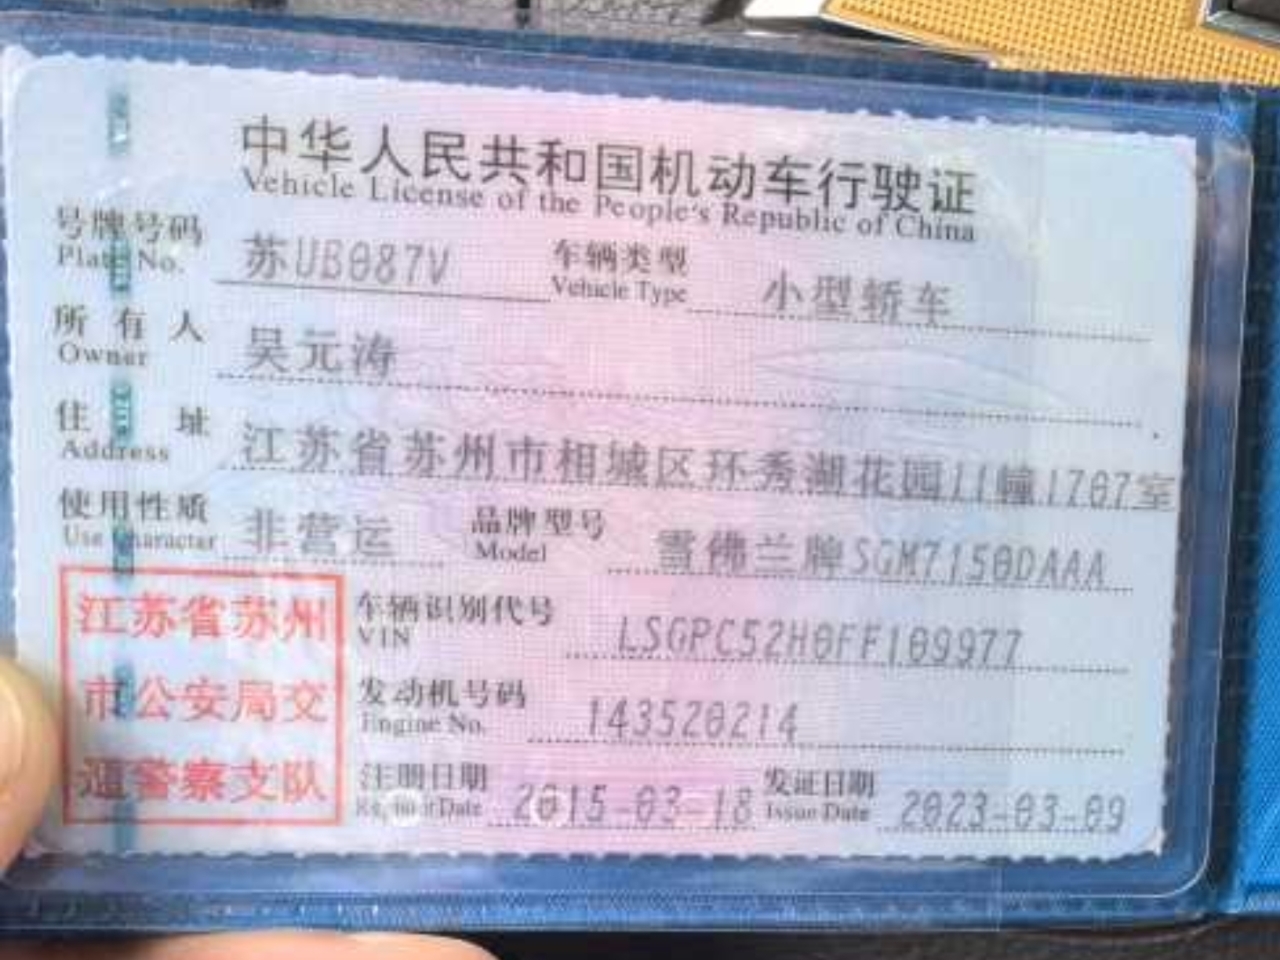 中华人民共和国机动车行驶证
Vehicle License of the People's Republic of China
号牌号码 苏UB087V 车辆类型 小型轿车
Plate No. Vehicle Type
所有人 吴元涛
Owner
住址 江苏省苏州市相城区环秀湖花园11幢1707室
Address
使用性质 非营运 品牌型号 雪佛兰牌SGM7150DAAA
Use Character Model
江苏省苏州
市公安局交
通警察支队
车辆识别代号 LSGPC52H0FF109977
VIN
发动机号码 143520214
Engine No.
注册日期 2015-03-18 发证日期 2023-03-09
Register Date Issue Date